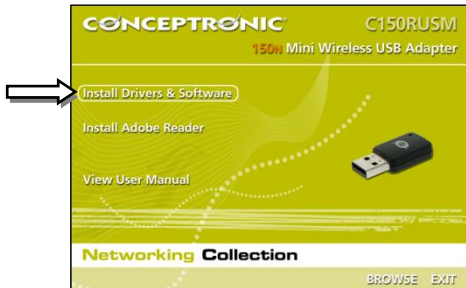 CONCEPTRONIC C150RUSM
150N Mini Wireless USB Adapter
Install Drivers & Software
Install Adobe Reader
View User Manual
Networking Collection
BROWSE EXIT